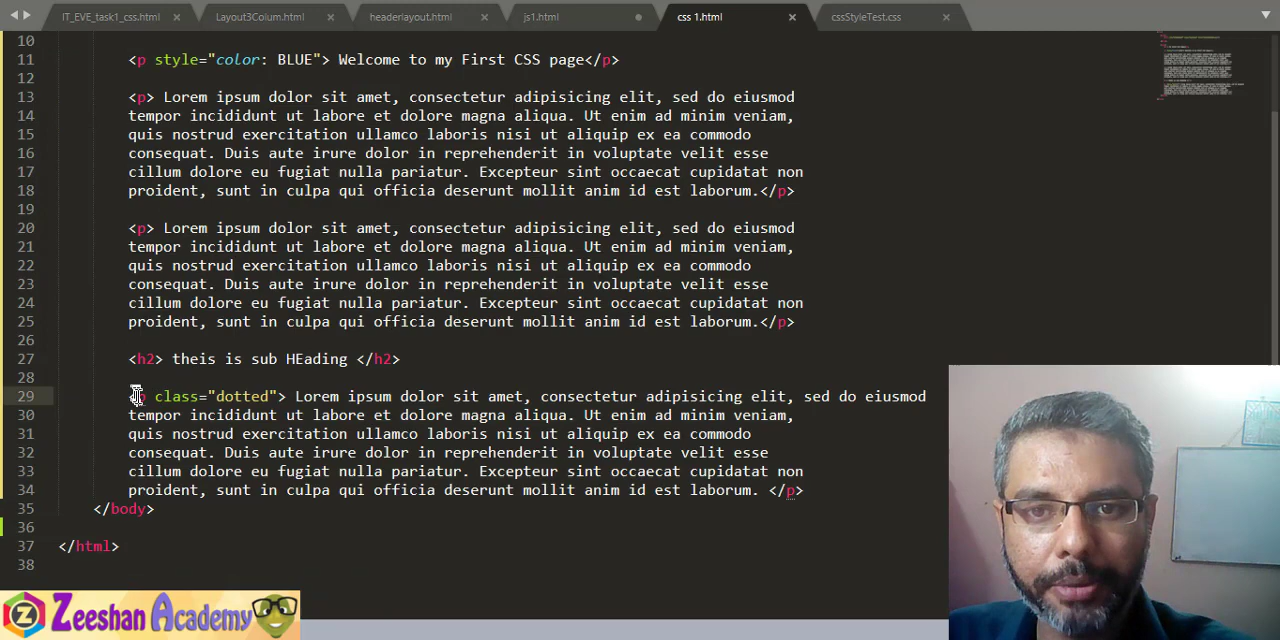 IT_EVE_task1_css.html
Layout3Colum.html
headerlayout.html
js1.html
css 1.html
cssStyleTest.css
10
11 <p style="color: BLUE"> Welcome to my First CSS page</p>
12
13 <p> Lorem ipsum dolor sit amet, consectetur adipisicing elit, sed do eiusmod
14 tempor incididunt ut labore et dolore magna aliqua. Ut enim ad minim veniam,
15 quis nostrud exercitation ullamco laboris nisi ut aliquip ex ea commodo
16 consequat. Duis aute irure dolor in reprehenderit in voluptate velit esse
17 cillum dolore eu fugiat nulla pariatur. Excepteur sint occaecat cupidatat non
18 proident, sunt in culpa qui officia deserunt mollit anim id est laborum.</p>
19
20 <p> Lorem ipsum dolor sit amet, consectetur adipisicing elit, sed do eiusmod
21 tempor incididunt ut labore et dolore magna aliqua. Ut enim ad minim veniam,
22 quis nostrud exercitation ullamco laboris nisi ut aliquip ex ea commodo
23 consequat. Duis aute irure dolor in reprehenderit in voluptate velit esse
24 cillum dolore eu fugiat nulla pariatur. Excepteur sint occaecat cupidatat non
25 proident, sunt in culpa qui officia deserunt mollit anim id est laborum.</p>
26
27 <h2> theis is sub HEading </h2>
28
29 <p class="dotted"> Lorem ipsum dolor sit amet, consectetur adipisicing elit, sed do eiusmod
30 tempor incididunt ut labore et dolore magna aliqua. Ut enim ad minim veniam,
31 quis nostrud exercitation ullamco laboris nisi ut aliquip ex ea commodo
32 consequat. Duis aute irure dolor in reprehenderit in voluptate velit esse
33 cillum dolore eu fugiat nulla pariatur. Excepteur sint occaecat cupidatat non
34 proident, sunt in culpa qui officia deserunt mollit anim id est laborum. </p>
35 </body>
36
37 </html>
38
Z Zeeshan Academy